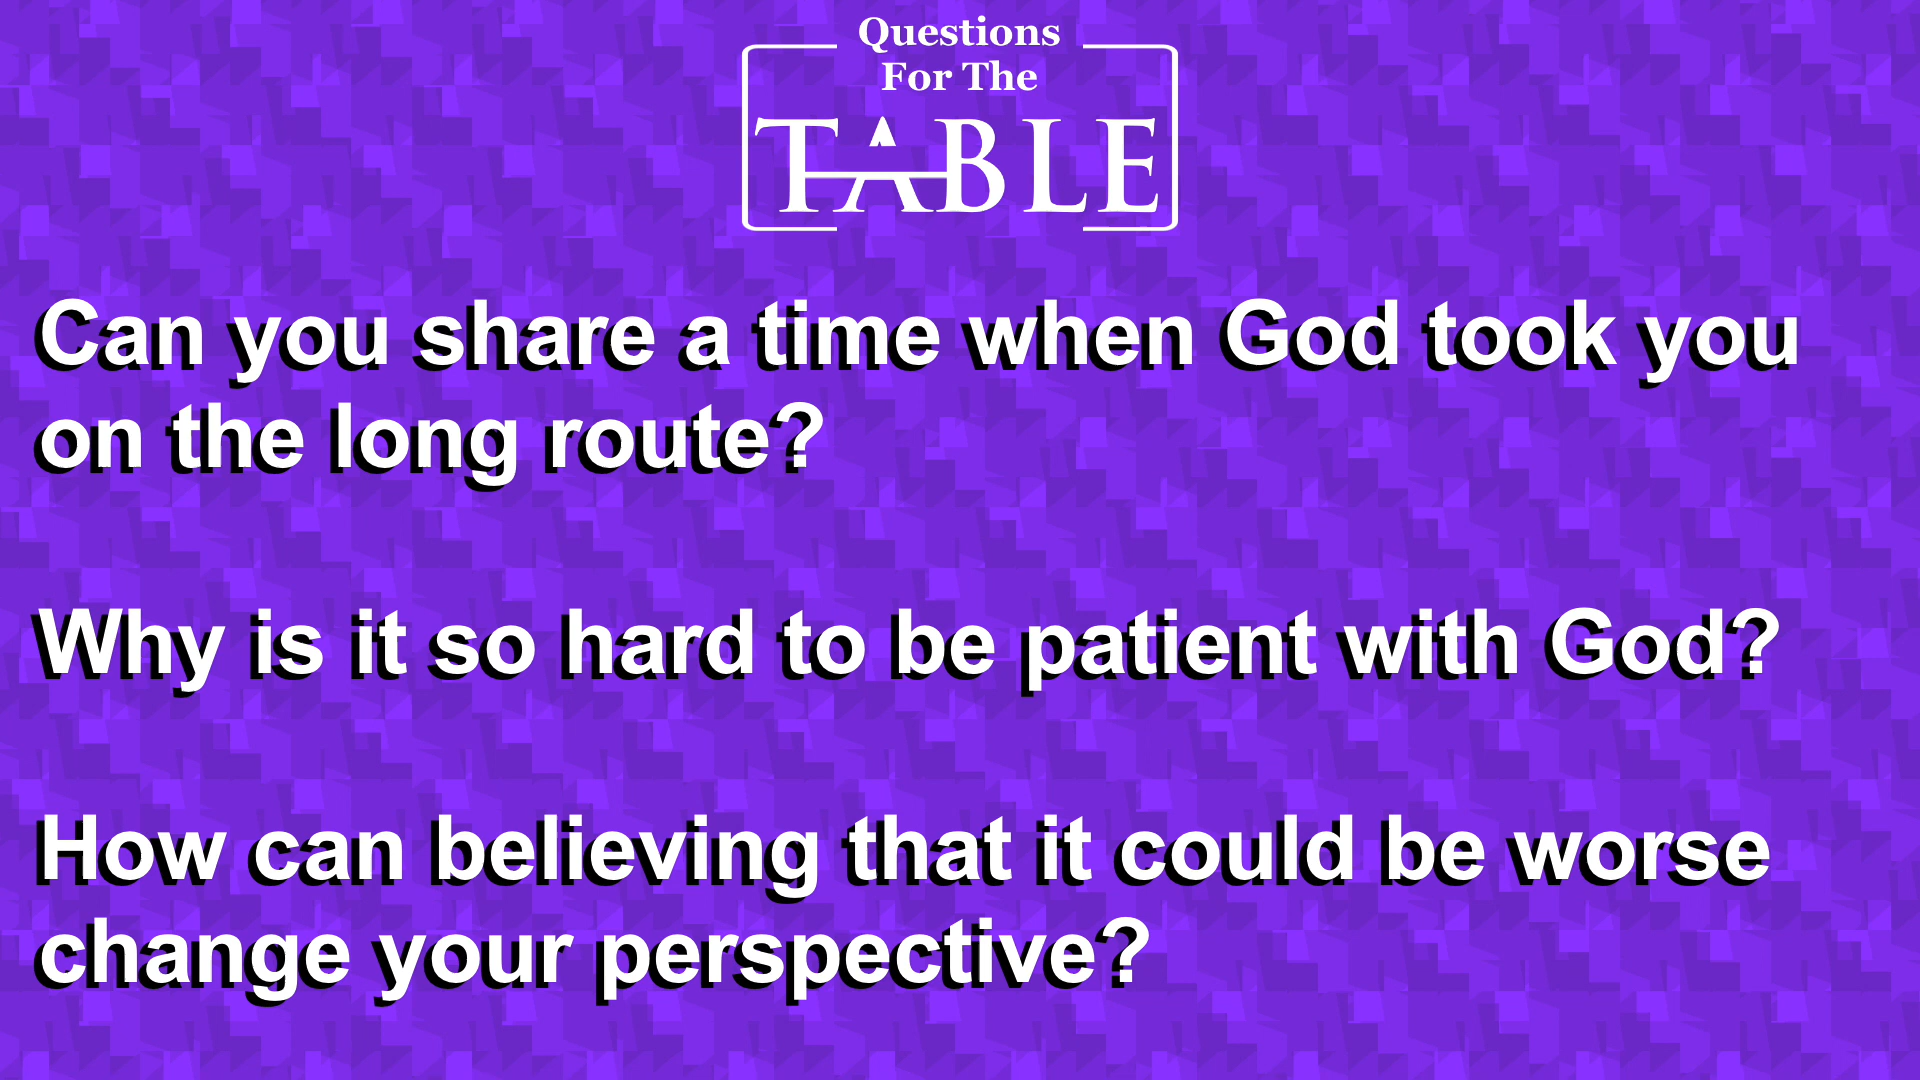 Questions
For The
TABLE
Can you share a time when God took you
on the long route?
Why is it so hard to be patient with God?
How can believing that it could be worse
change your perspective?